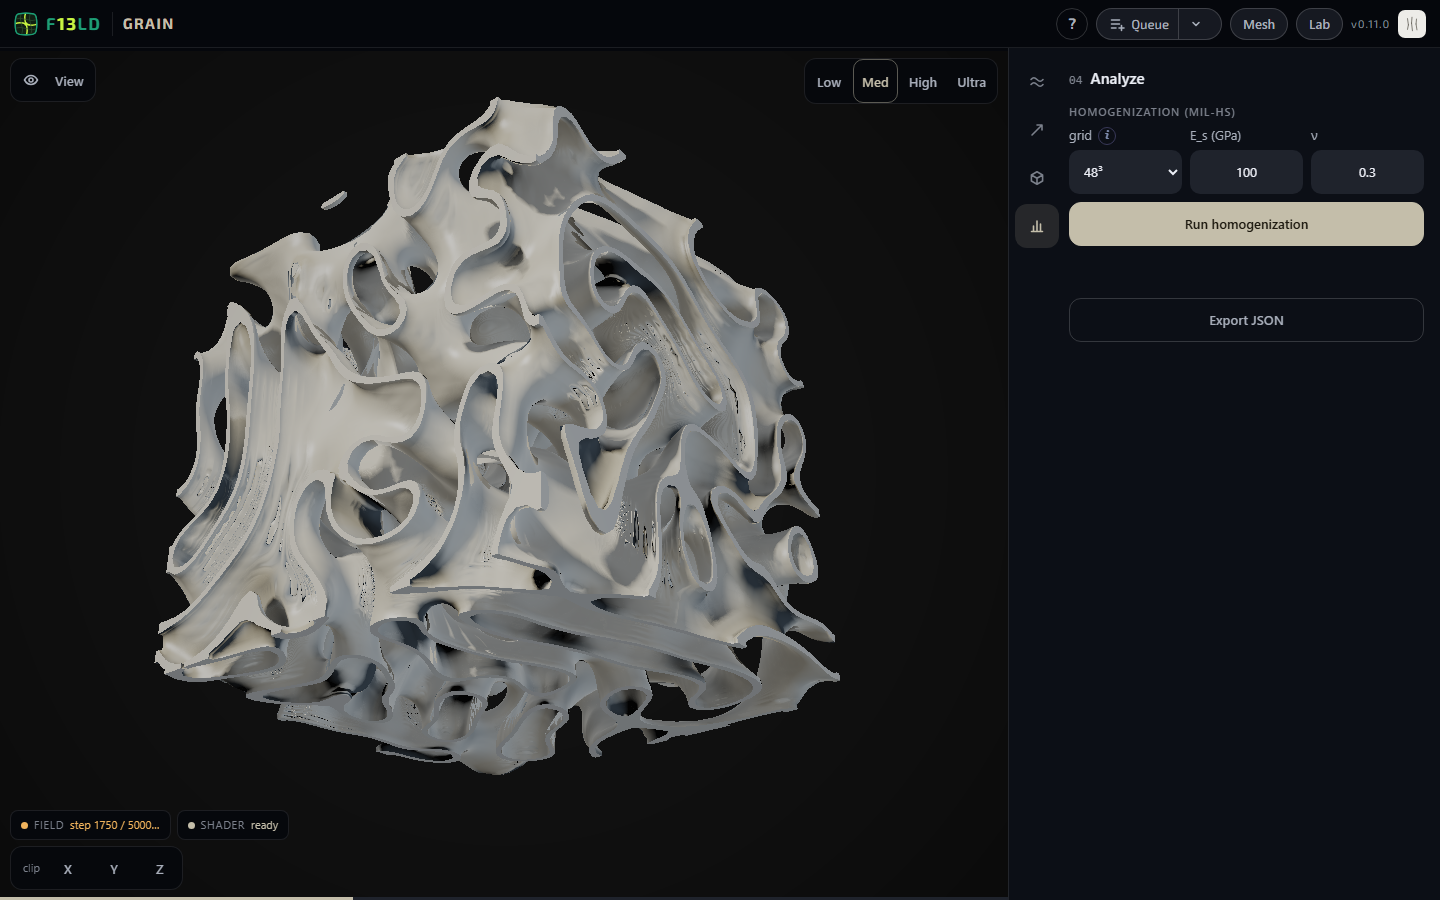 F13LD GRAIN
? Queue Mesh Lab v0.11.0
View
Low Med High Ultra
04 Analyze
HOMOGENIZATION (MIL-HS)
grid i E_s (GPa) ν
48³ 100 0.3
Run homogenization
Export JSON
FIELD step 1750 / 5000... SHADER ready
clip X Y Z